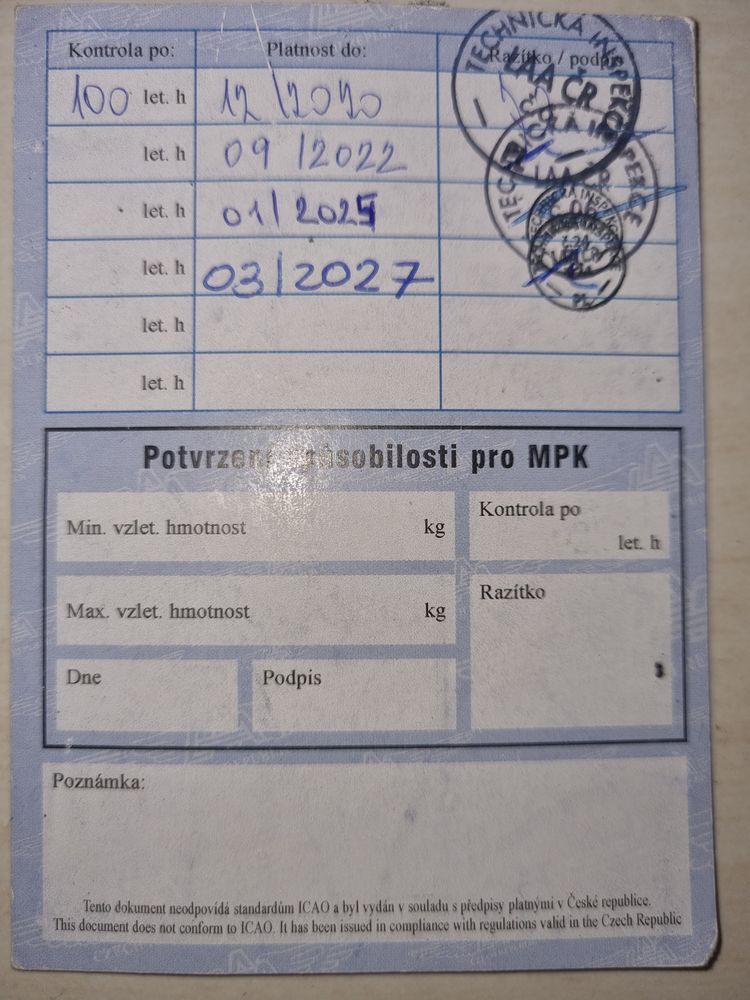 Kontrola po: Platnost do: Razítko / podpis
100 let. h 12/2020
let. h 09/2022
let. h 01/2025
let. h 03/2027
let. h
let. h
TECHNICKÁ INSPEKCE
LAA ČR
Potvrzení způsobilosti pro MPK
Min. vzlet. hmotnost kg
Kontrola po
let. h
Max. vzlet. hmotnost kg
Razítko
Dne Podpis
Poznámka:
Tento dokument neodpovídá standardům ICAO a byl vydán v souladu s předpisy platnými v České republice.
This document does not conform to ICAO. It has been issued in compliance with regulations valid in the Czech Republic